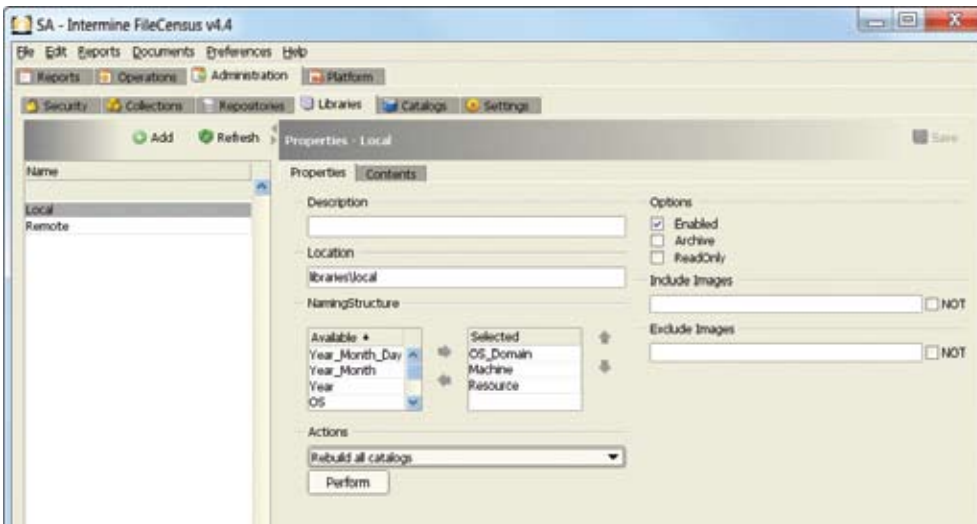 SA - Intermine FileCensus v4.4
File Edit Reports Documents Preferences Help
Reports Operations Administration Platform
Security Collections Repositories Libraries Catalogs Settings
Add Refresh Properties - Local Save
Name
Local
Remote
Properties Contents
Description
Location
libraries\local
NamingStructure
Available
Year_Month_Day
Year_Month
Year
OS
Selected
OS_Domain
Machine
Resource
Actions
Rebuild all catalogs
Perform
Options
Enabled
Archive
ReadOnly
Include Images
NOT
Exclude Images
NOT